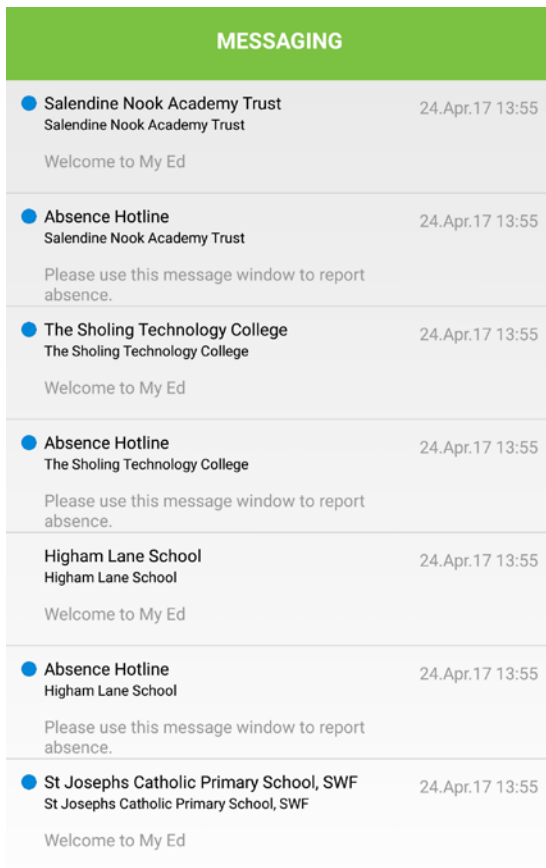 MESSAGING
Salendine Nook Academy Trust
24.Apr.17 13:55
Salendine Nook Academy Trust
Welcome to My Ed
Absence Hotline
24.Apr.17 13:55
Salendine Nook Academy Trust
Please use this message window to report
absence.
The Sholing Technology College
24.Apr.17 13:55
The Sholing Technology College
Welcome to My Ed
Absence Hotline
24.Apr.17 13:55
The Sholing Technology College
Please use this message window to report
absence.
Higham Lane School
24.Apr.17 13:55
Higham Lane School
Welcome to My Ed
Absence Hotline
24.Apr.17 13:55
Higham Lane School
Please use this message window to report
absence.
St Josephs Catholic Primary School, SWF
24.Apr.17 13:55
St Josephs Catholic Primary School, SWF
Welcome to My Ed